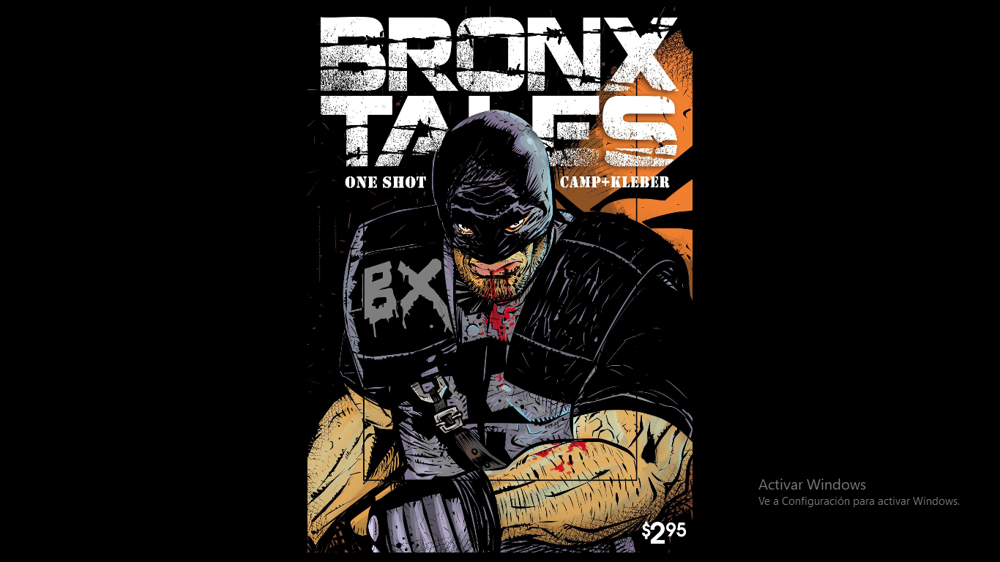 BRONX
TALES
ONE SHOT
CAMP+KLEBER
BX
$2.95
Activar Windows
Ve a Configuración para activar Windows.